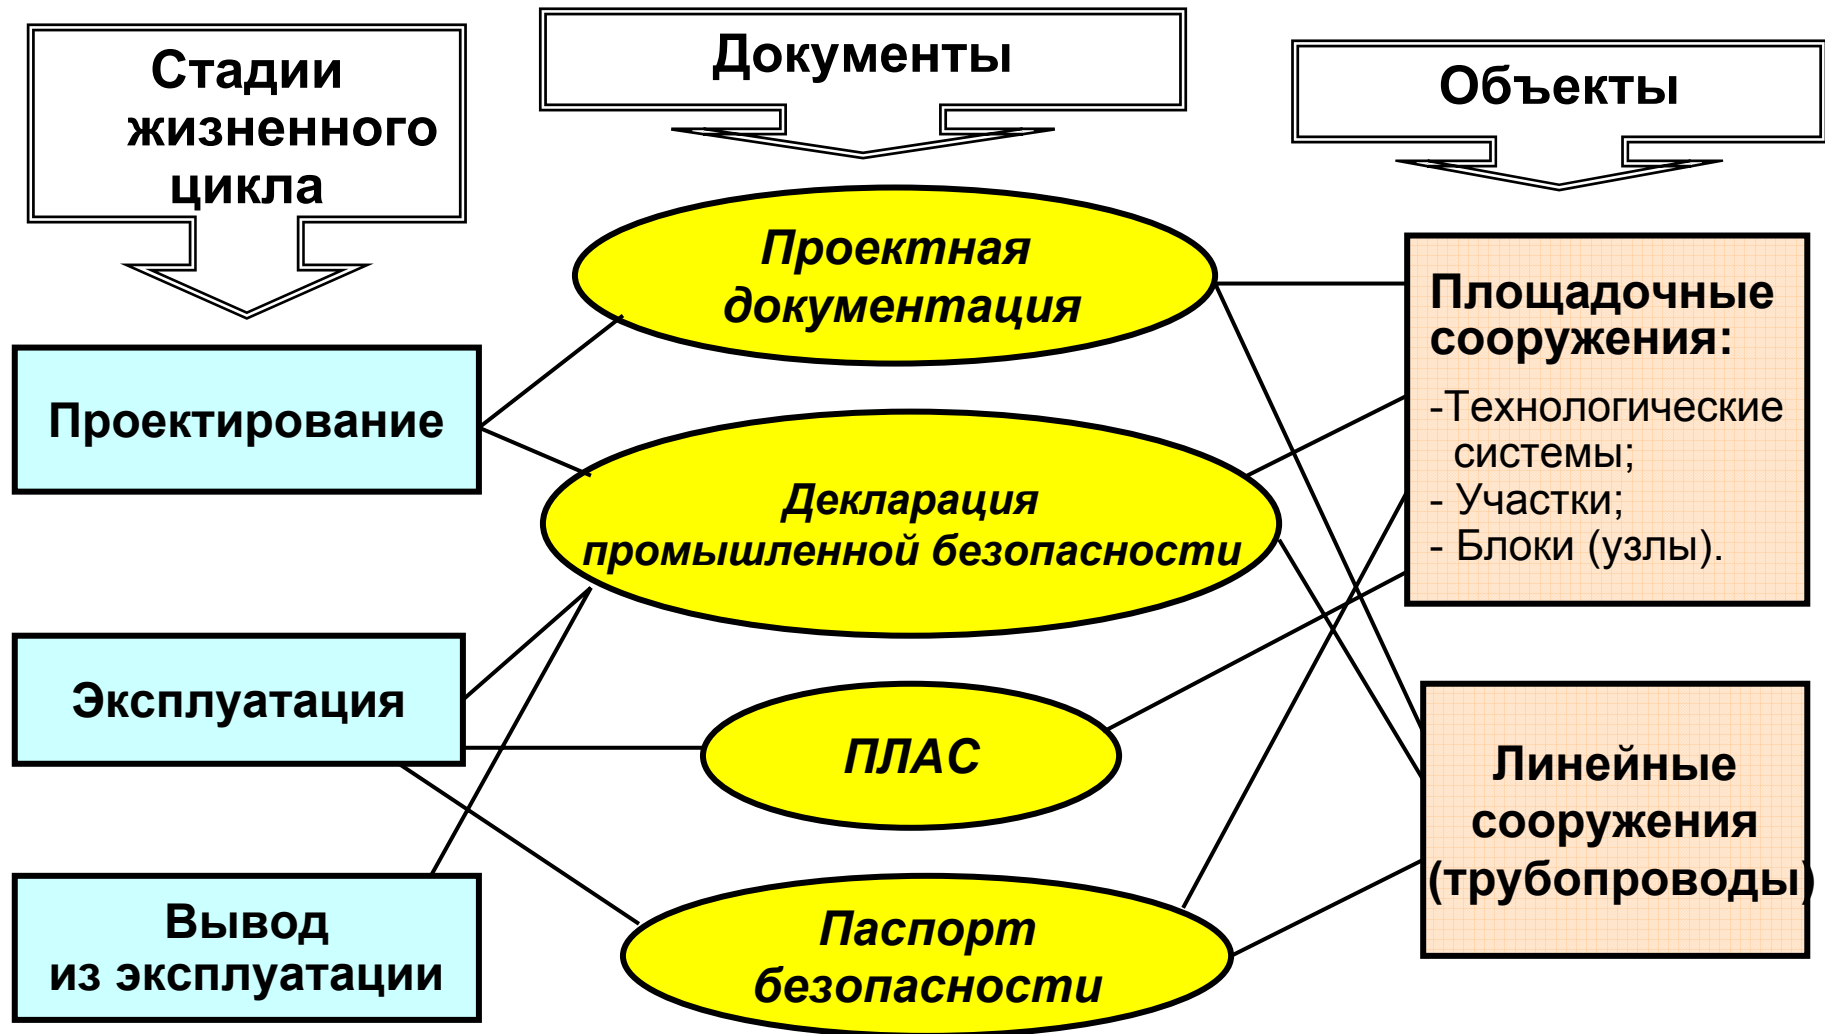 Стадии
жизненного
цикла
Документы
Объекты
Проектирование
Эксплуатация
Вывод
из эксплуатации
Проектная
документация
Декларация
промышленной безопасности
ПЛАС
Паспорт
безопасности
Площадочные
сооружения:
-Технологические
системы;
- Участки;
- Блоки (узлы).
Линейные
сооружения
(трубопроводы)